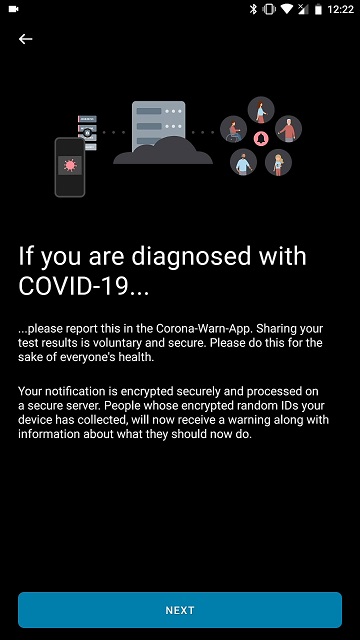 12:22
If you are diagnosed with
COVID-19...
...please report this in the Corona-Warn-App. Sharing your
test results is voluntary and secure. Please do this for the
sake of everyone's health.
Your notification is encrypted securely and processed on
a secure server. People whose encrypted random IDs your
device has collected, will now receive a warning along with
information about what they should now do.
NEXT